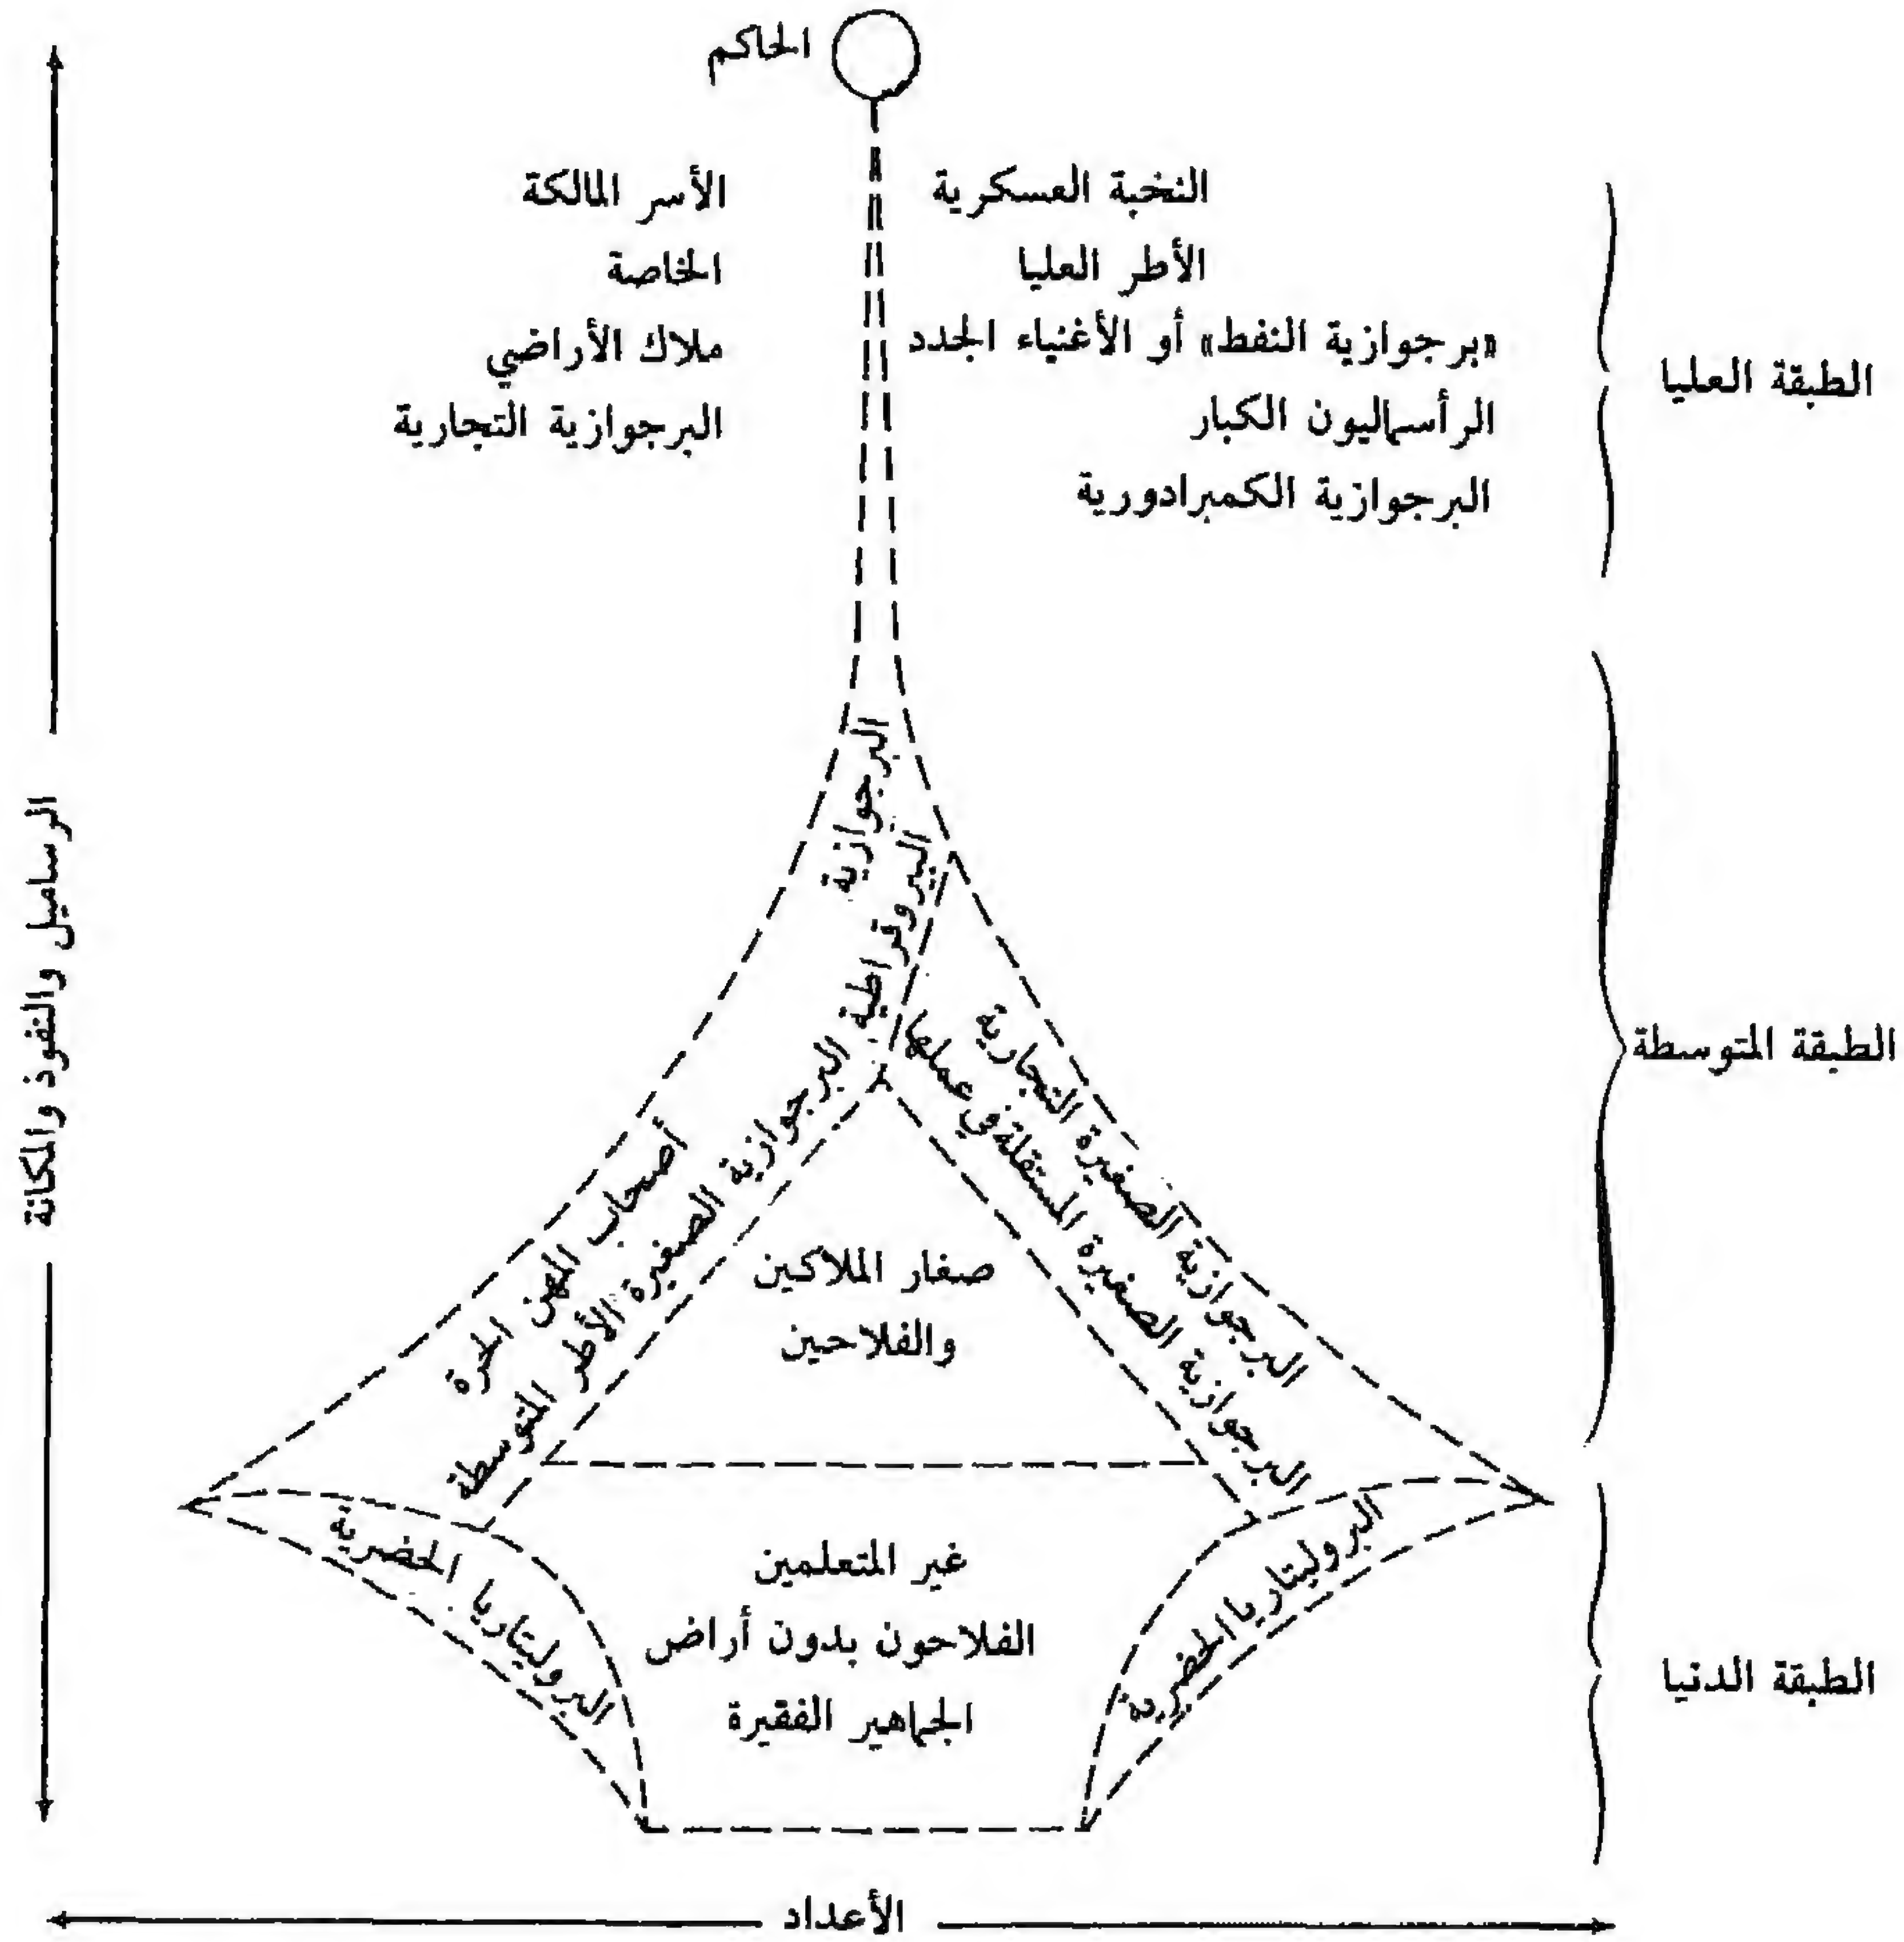 الحاكم
النخبة العسكرية
الأطر العليا
«برجوازية النفط» أو الأغنياء الجدد
الرأسماليون الكبار
البرجوازية الكمبرادورية
الأسر المالكة
الخاصة
ملاك الأراضي
البرجوازية التجارية
الطبقة العليا
البرجوازية
البيروقراطية
البرجوازية الصغيرة التجارية
البرجوازية الصغيرة المستقلة في عملها
أصحاب المهن الحرة
البرجوازية الصغيرة الأطر المتوسطة
صغار الملاكين
والفلاحين
الطبقة المتوسطة
البروليتاريا الحضرية
غير المتعلمين
الفلاحون بدون أراض
الجماهير الفقيرة
البروليتاريا الحضرية
الطبقة الدنيا
الرساميل والنفوذ والمكانة
الأعداد